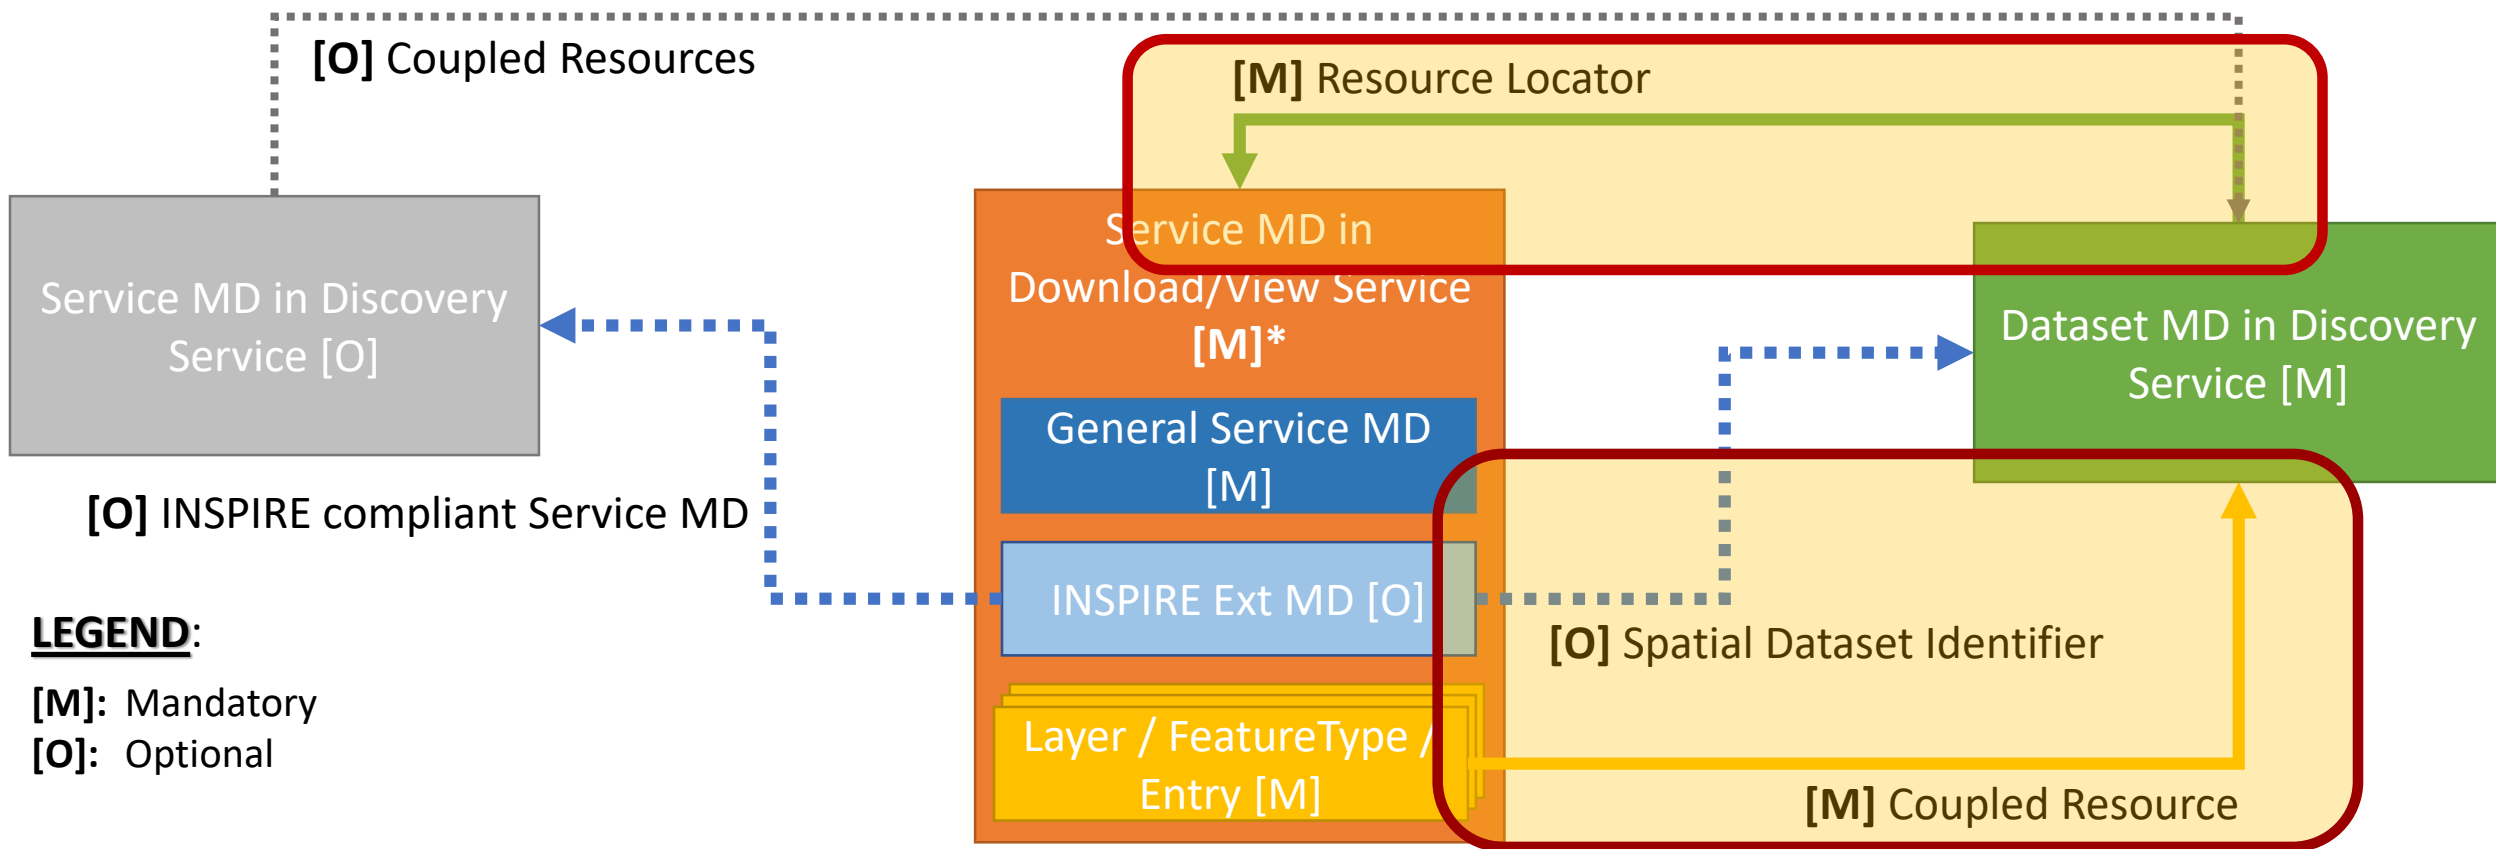 [O] Coupled Resources
[M] Resource Locator
Service MD in Discovery
Service [O]
Service MD in
Download/View Service
[M]*
General Service MD
[M]
INSPIRE Ext MD [O]
Layer / FeatureType /
Entry [M]
Dataset MD in Discovery
Service [M]
[O] INSPIRE compliant Service MD
[O] Spatial Dataset Identifier
[M] Coupled Resource
LEGEND:
[M]: Mandatory
[O]: Optional